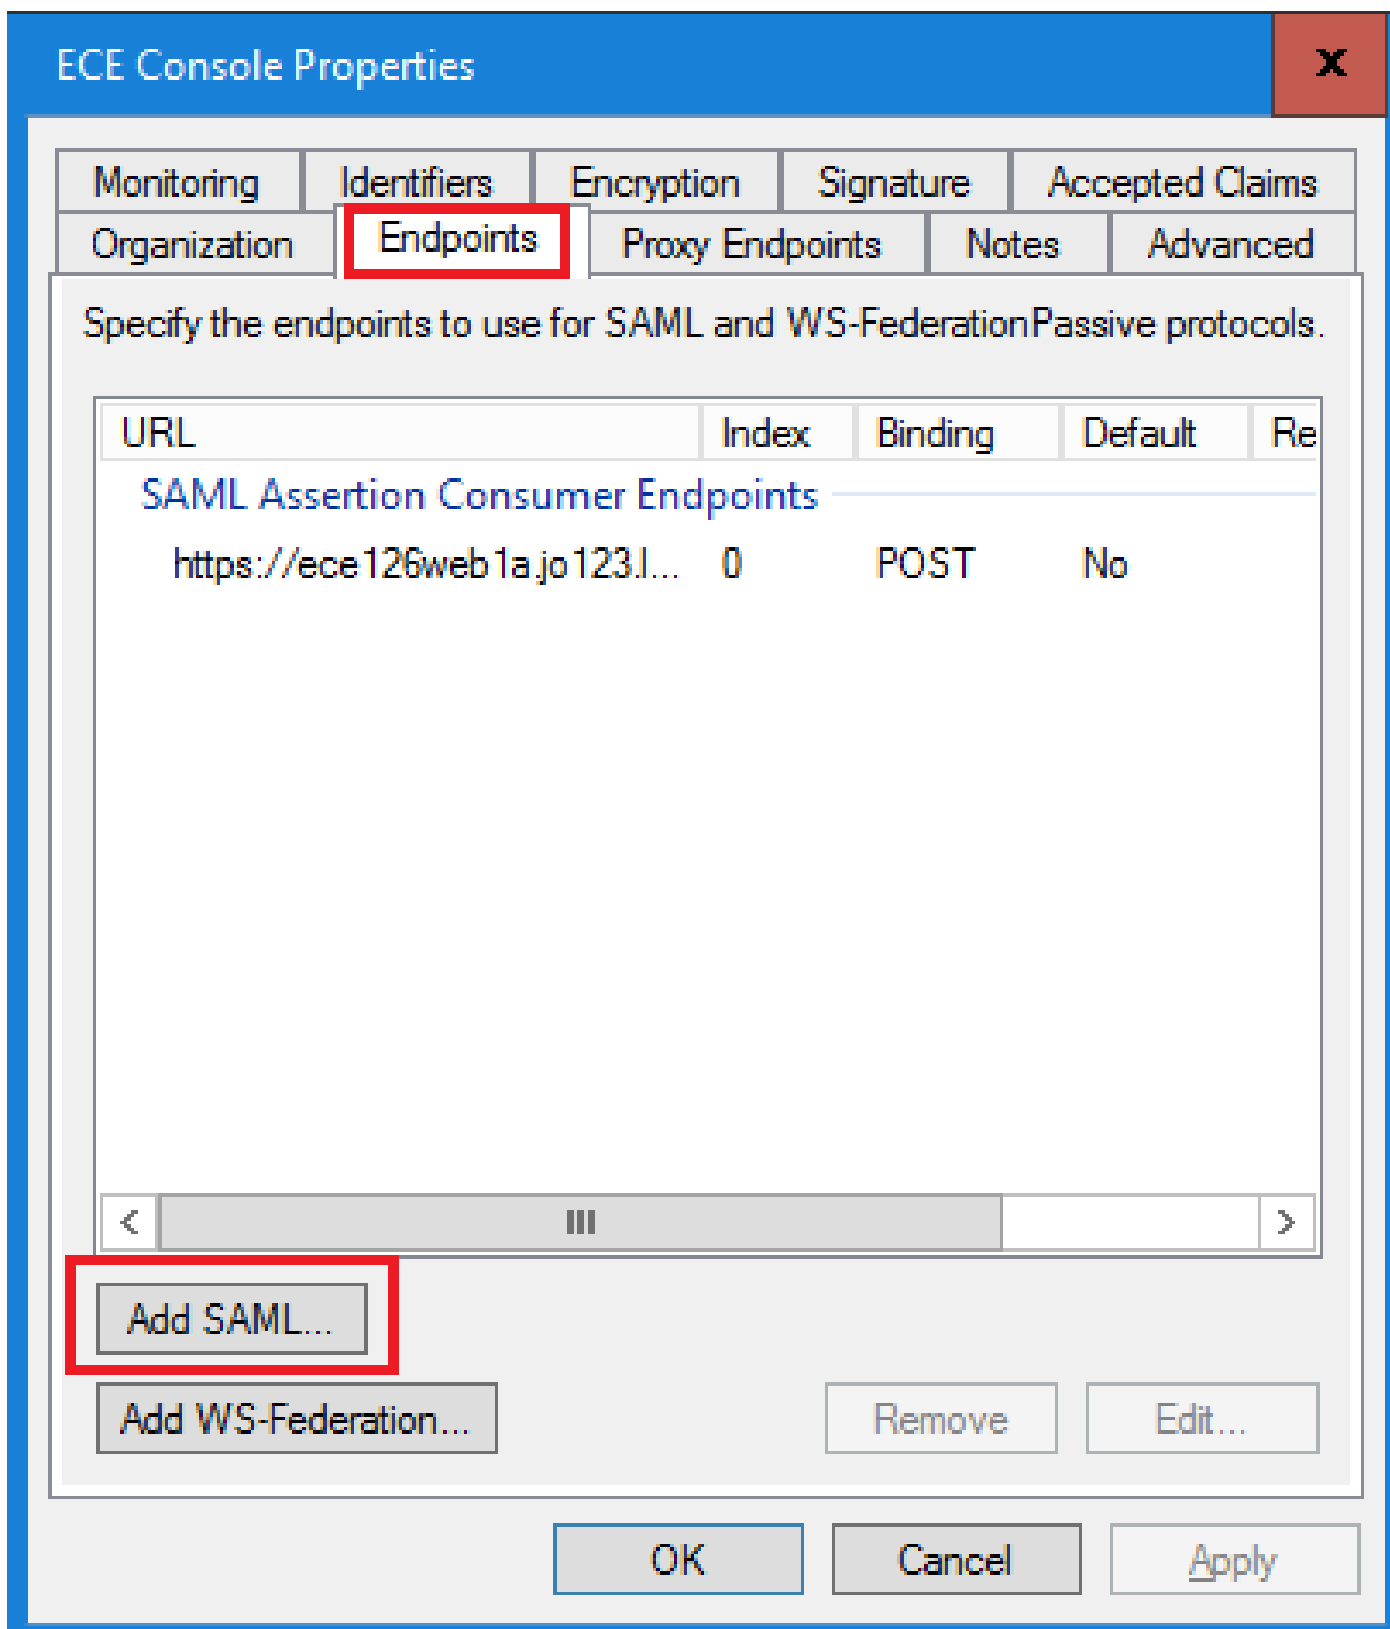 ECE Console Properties
x
Monitoring Identifiers Encryption Signature Accepted Claims
Organization Endpoints Proxy Endpoints Notes Advanced
Specify the endpoints to use for SAML and WS-FederationPassive protocols.
URL Index Binding Default Re
SAML Assertion Consumer Endpoints
https://ece126web1a.jo123.l... 0 POST No
Add SAML...
Add WS-Federation... Remove Edit...
OK Cancel Apply